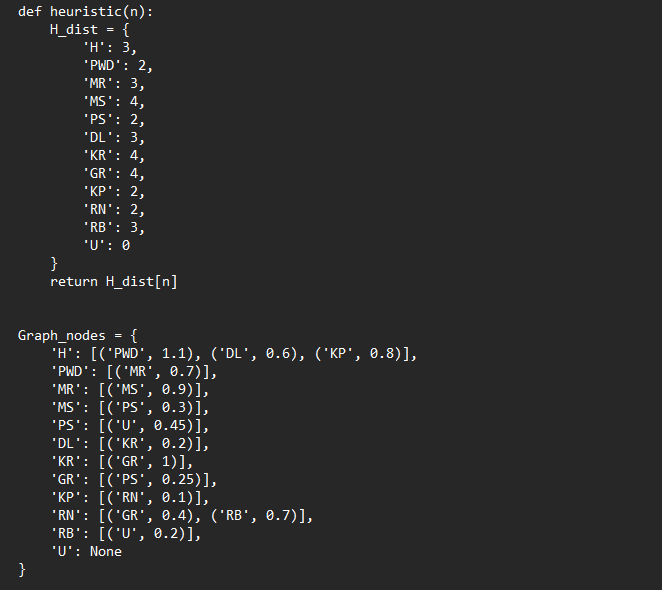 def heuristic(n):
    H_dist = {
        'H': 3,
        'PWD': 2,
        'MR': 3,
        'MS': 4,
        'PS': 2,
        'DL': 3,
        'KR': 4,
        'GR': 4,
        'KP': 2,
        'RN': 2,
        'RB': 3,
        'U': 0
    }
    return H_dist[n]
Graph_nodes = {
    'H': [('PWD', 1.1), ('DL', 0.6), ('KP', 0.8)],
    'PWD': [('MR', 0.7)],
    'MR': [('MS', 0.9)],
    'MS': [('PS', 0.3)],
    'PS': [('U', 0.45)],
    'DL': [('KR', 0.2)],
    'KR': [('GR', 1)],
    'GR': [('PS', 0.25)],
    'KP': [('RN', 0.1)],
    'RN': [('GR', 0.4), ('RB', 0.7)],
    'RB': [('U', 0.2)],
    'U': None
}